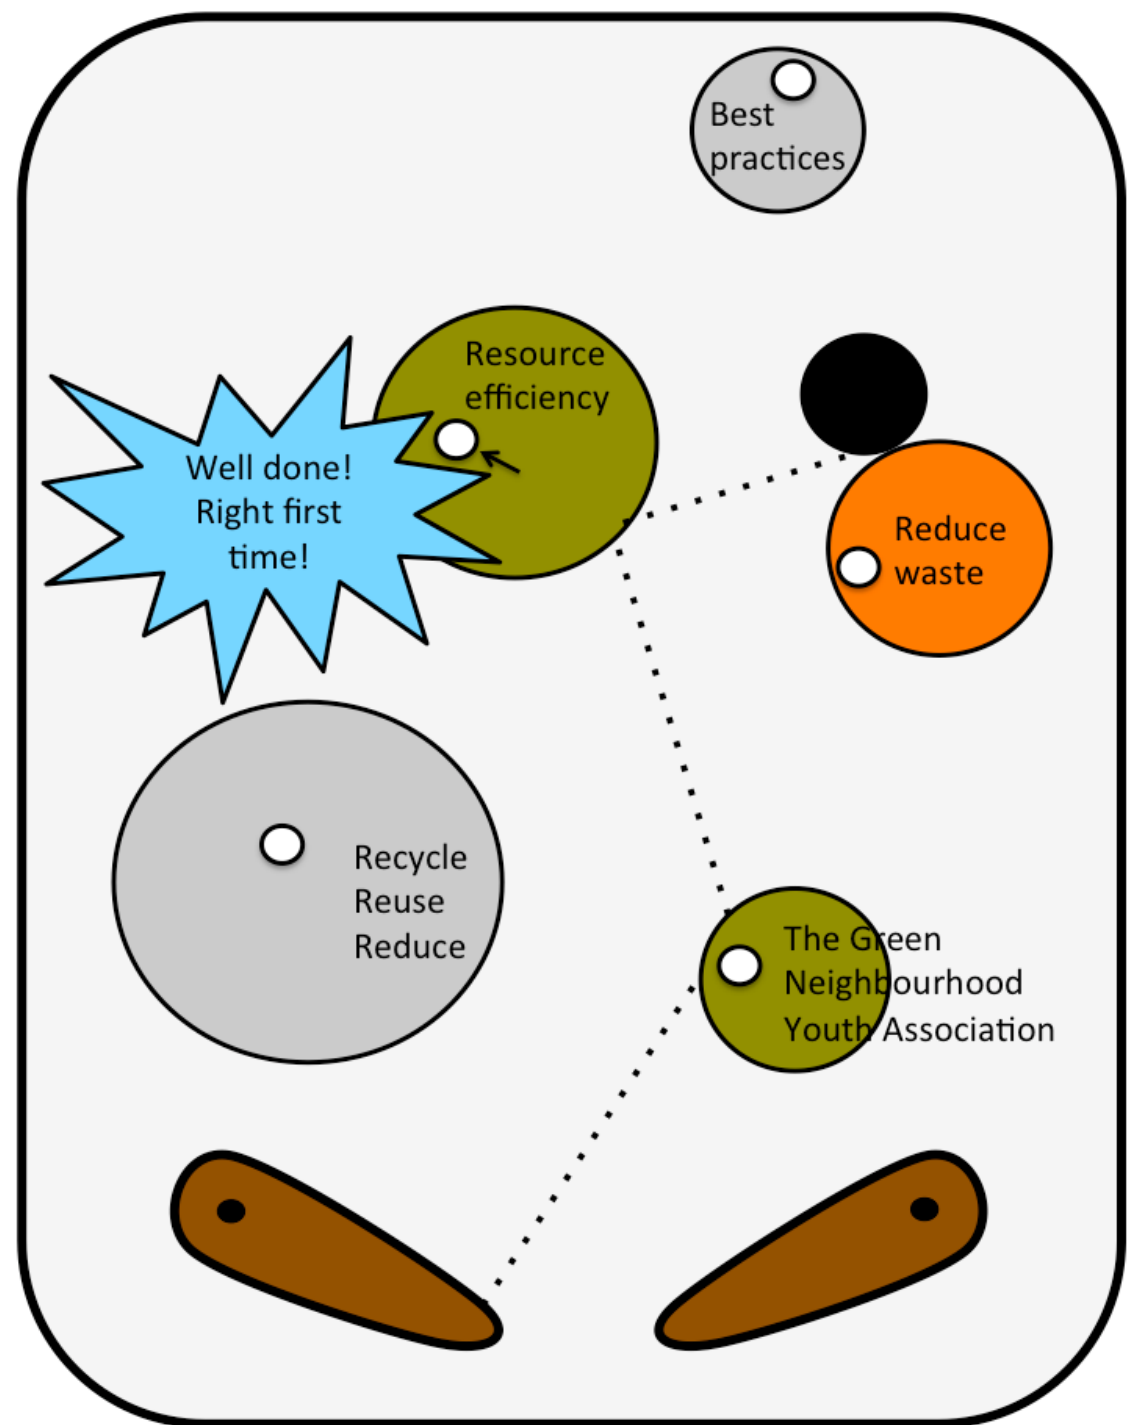 Best
practices
Resource
efficiency
Well done!
Right first
time!
Reduce
waste
Recycle
Reuse
Reduce
The Green
Neighbourhood
Youth Association